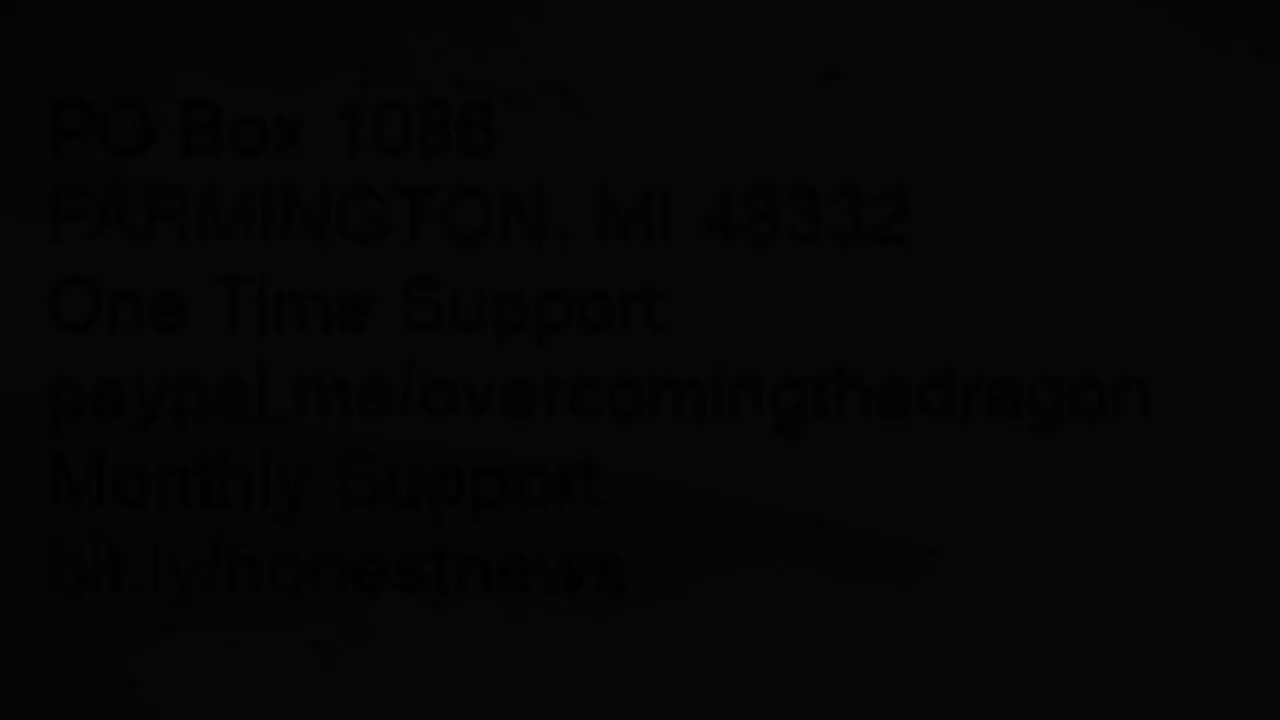 PO Box 1086
FARMINGTON, MI 48332
One Time Support
paypal.me/overcomingthedragon
Monthly Support
bit.ly/honestnews